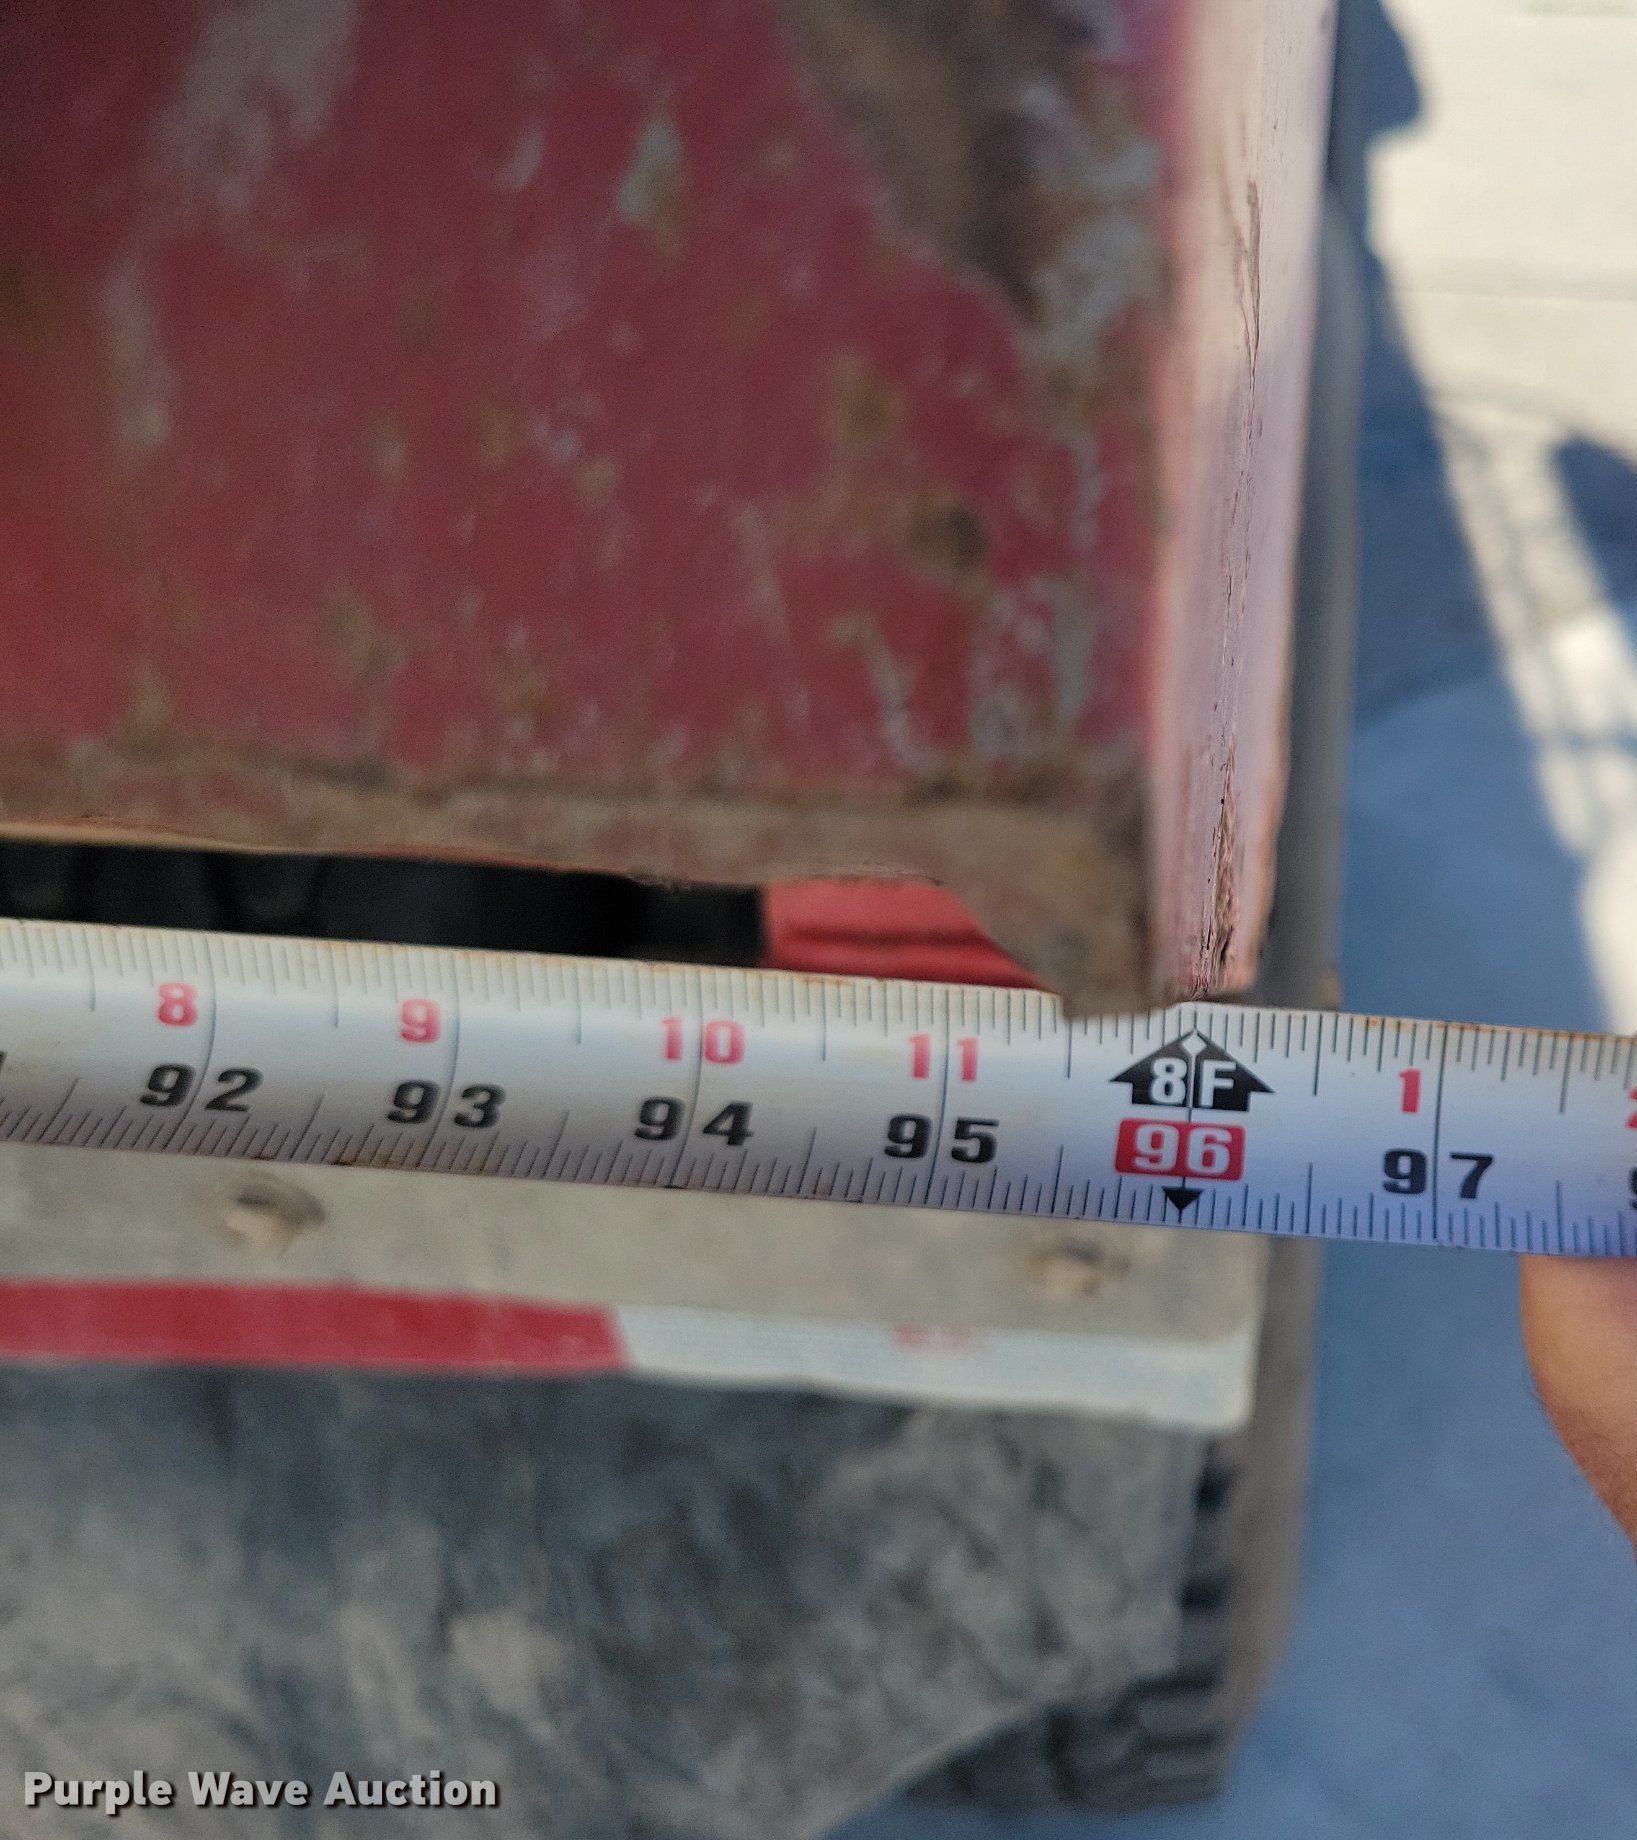 8 9 10 11 8F 1
92 93 94 95 96 97
Purple Wave Auction